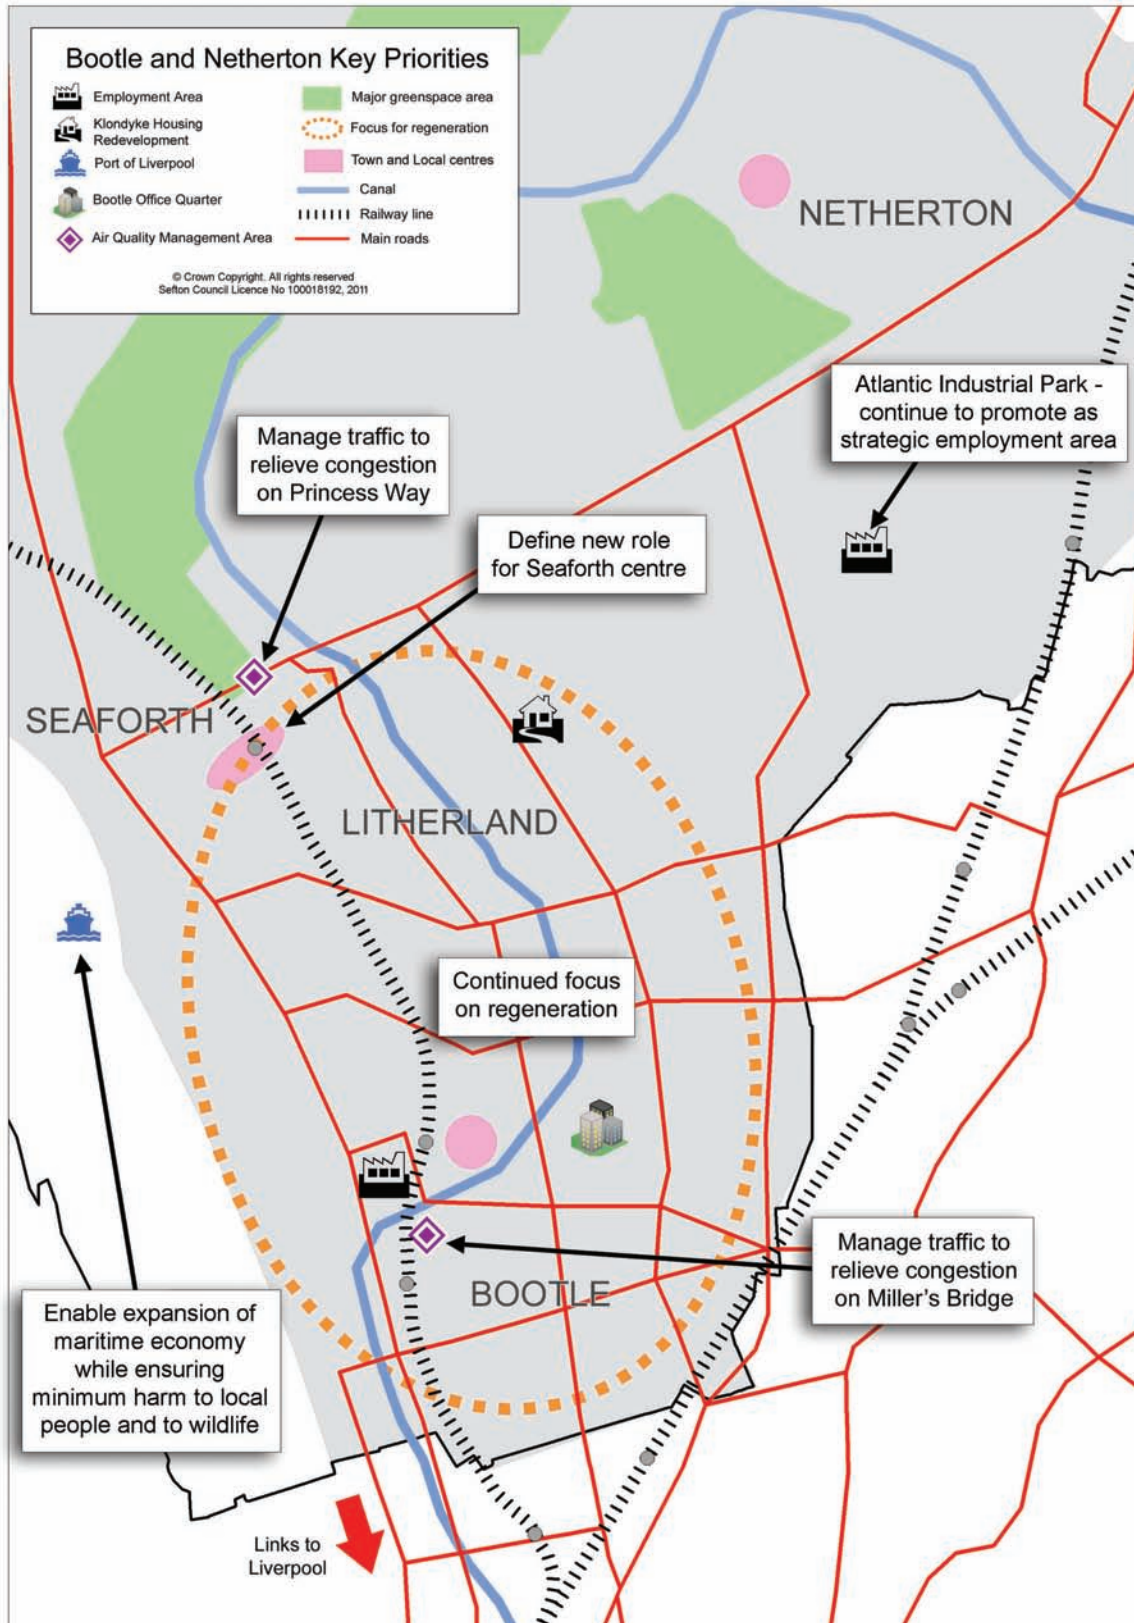 Bootle and Netherton Key Priorities
Employment Area
Klondyke Housing
Redevelopment
Port of Liverpool
Bootle Office Quarter
Air Quality Management Area
Major greenspace area
Focus for regeneration
Town and Local centres
Canal
Railway line
Main roads
© Crown Copyright. All rights reserved
Sefton Council Licence No 100018192, 2011
NETHERTON
Atlantic Industrial Park -
continue to promote as
strategic employment area
Manage traffic to
relieve congestion
on Princess Way
Define new role
for Seaforth centre
SEAFORTH
LITHERLAND
Continued focus
on regeneration
Manage traffic to
relieve congestion
on Miller's Bridge
BOOTLE
Enable expansion of
maritime economy
while ensuring
minimum harm to local
people and to wildlife
Links to
Liverpool